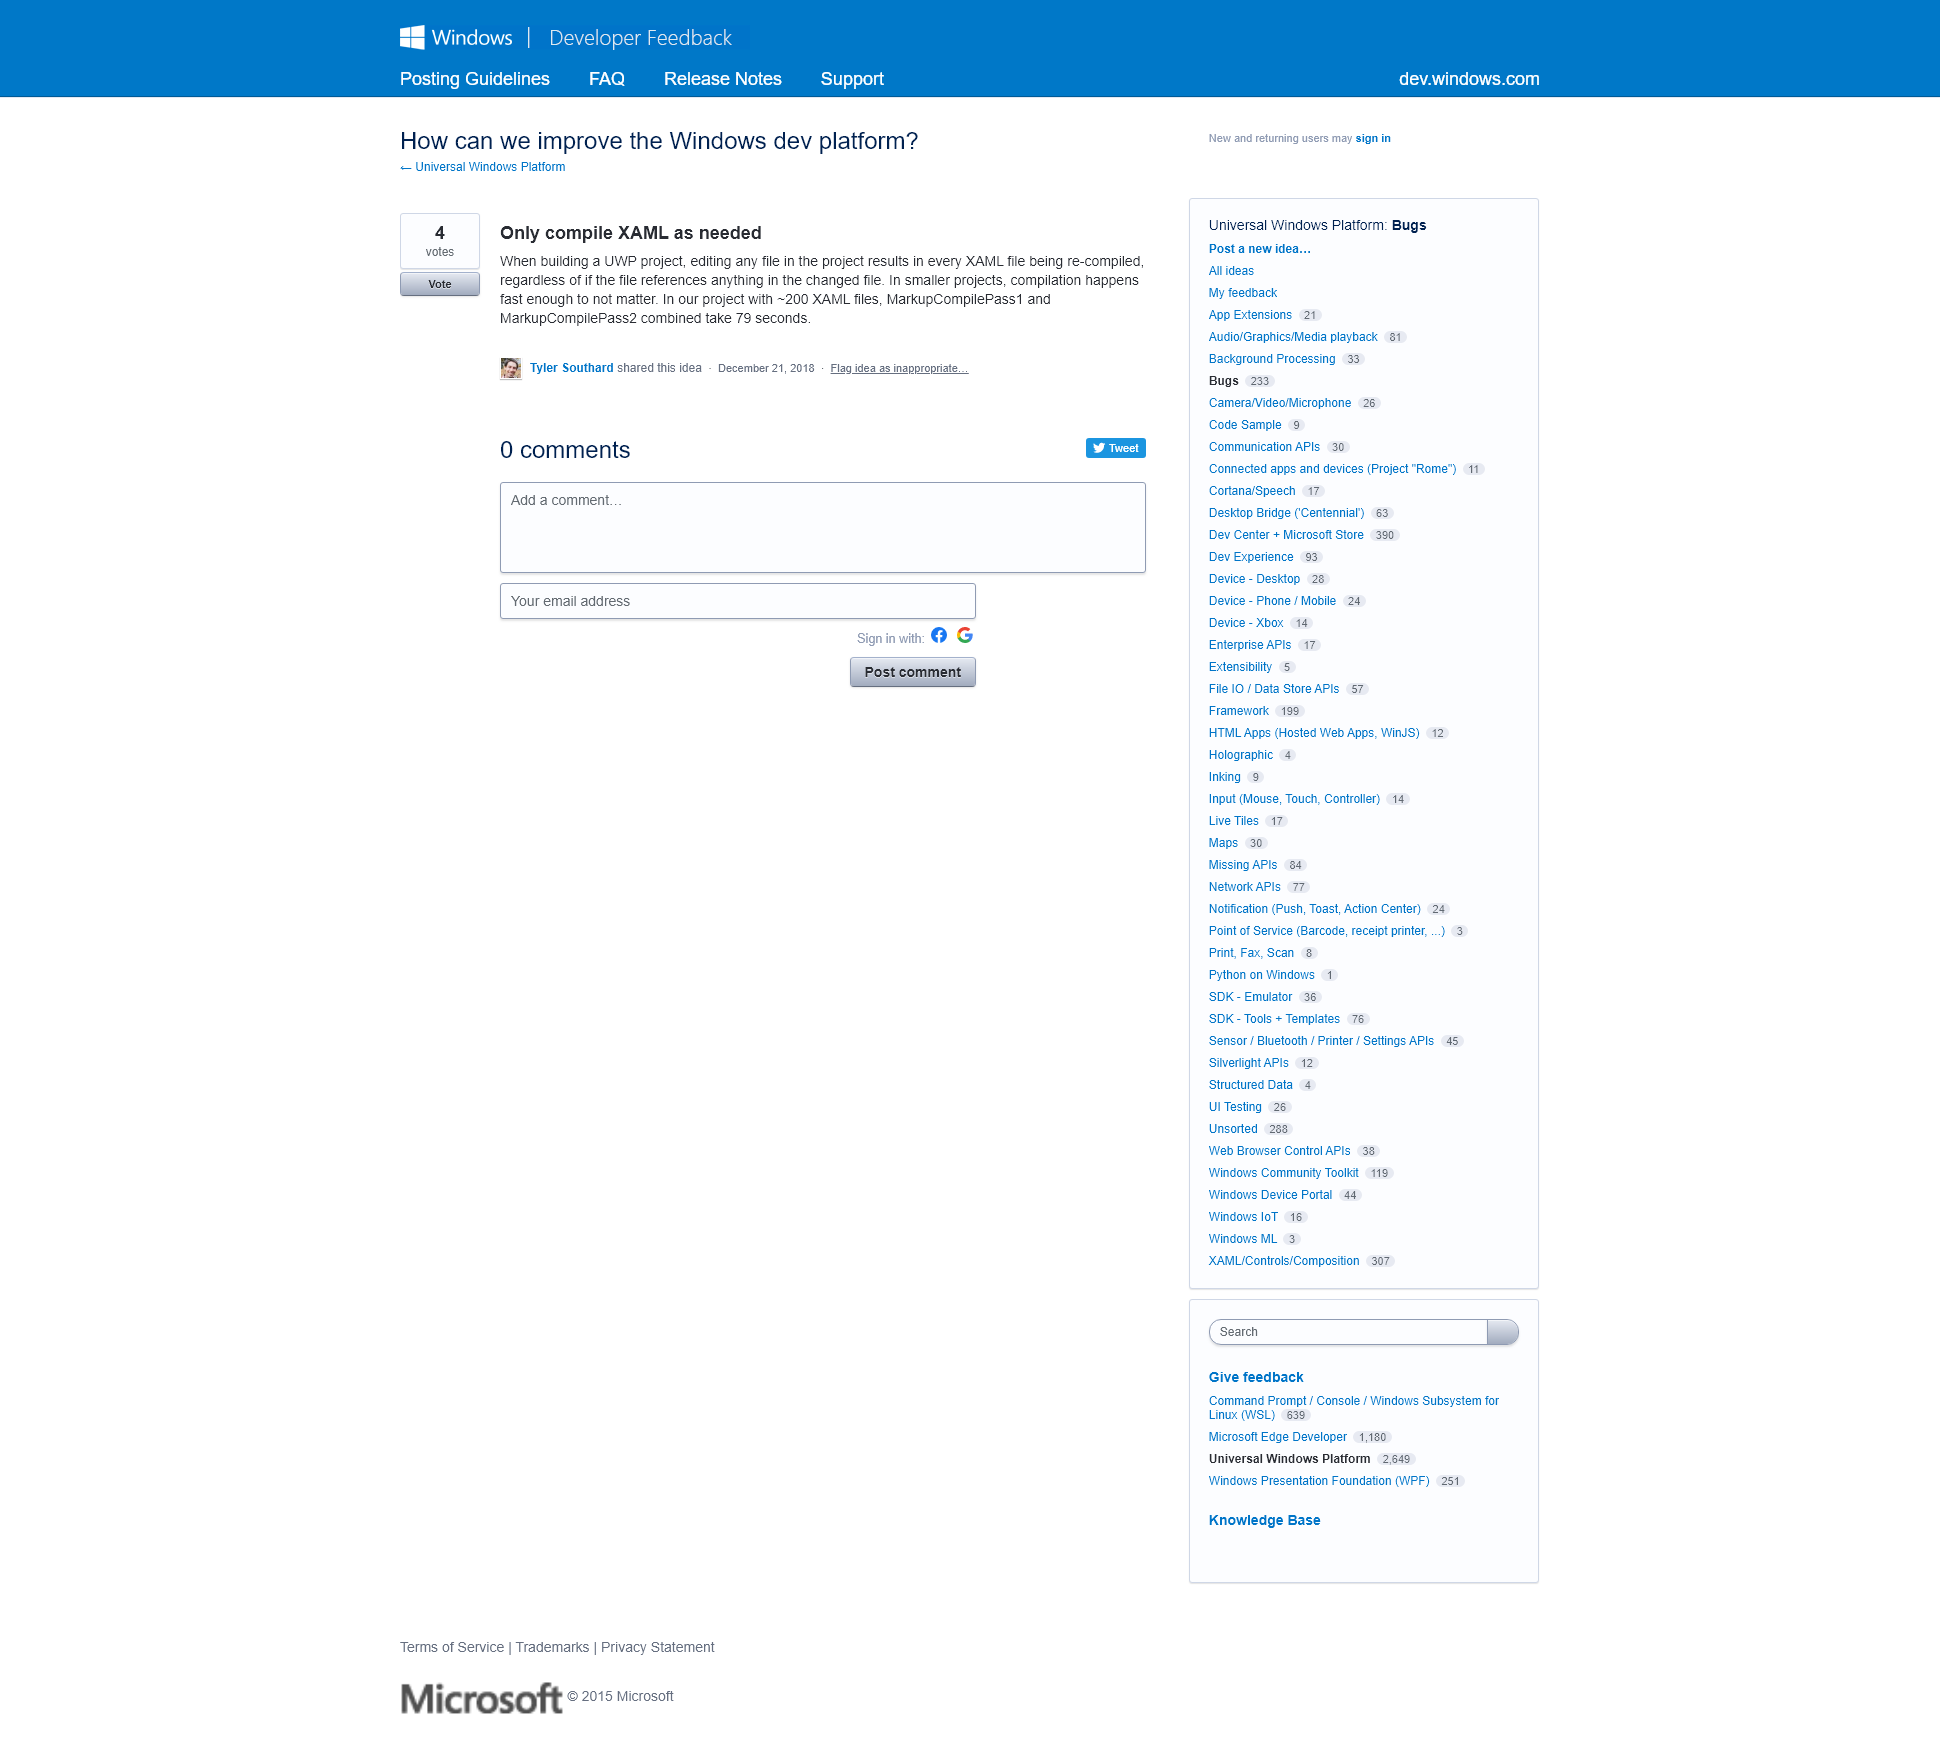 Windows | Developer Feedback
Posting Guidelines FAQ Release Notes Support dev.windows.com
How can we improve the Windows dev platform?
← Universal Windows Platform
New and returning users may sign in
4
votes
Vote
Only compile XAML as needed
When building a UWP project, editing any file in the project results in every XAML file being re-compiled,
regardless of if the file references anything in the changed file. In smaller projects, compilation happens
fast enough to not matter. In our project with ~200 XAML files, MarkupCompilePass1 and
MarkupCompilePass2 combined take 79 seconds.
Tyler Southard shared this idea · December 21, 2018 · Flag idea as inappropriate…
0 comments
Tweet
Add a comment…
Your email address
Sign in with:
Post comment
Universal Windows Platform: Bugs
Post a new idea…
All ideas
My feedback
App Extensions 21
Audio/Graphics/Media playback 81
Background Processing 33
Bugs 233
Camera/Video/Microphone 26
Code Sample 9
Communication APIs 30
Connected apps and devices (Project "Rome") 11
Cortana/Speech 17
Desktop Bridge ('Centennial') 63
Dev Center + Microsoft Store 390
Dev Experience 93
Device - Desktop 28
Device - Phone / Mobile 24
Device - Xbox 14
Enterprise APIs 17
Extensibility 5
File IO / Data Store APIs 57
Framework 199
HTML Apps (Hosted Web Apps, WinJS) 12
Holographic 4
Inking 9
Input (Mouse, Touch, Controller) 14
Live Tiles 17
Maps 30
Missing APIs 84
Network APIs 77
Notification (Push, Toast, Action Center) 24
Point of Service (Barcode, receipt printer, ...) 3
Print, Fax, Scan 8
Python on Windows 1
SDK - Emulator 36
SDK - Tools + Templates 76
Sensor / Bluetooth / Printer / Settings APIs 45
Silverlight APIs 12
Structured Data 4
UI Testing 26
Unsorted 288
Web Browser Control APIs 38
Windows Community Toolkit 119
Windows Device Portal 44
Windows IoT 16
Windows ML 3
XAML/Controls/Composition 307
Search
Give feedback
Command Prompt / Console / Windows Subsystem for
Linux (WSL) 639
Microsoft Edge Developer 1,180
Universal Windows Platform 2,649
Windows Presentation Foundation (WPF) 251
Knowledge Base
Terms of Service | Trademarks | Privacy Statement
Microsoft © 2015 Microsoft